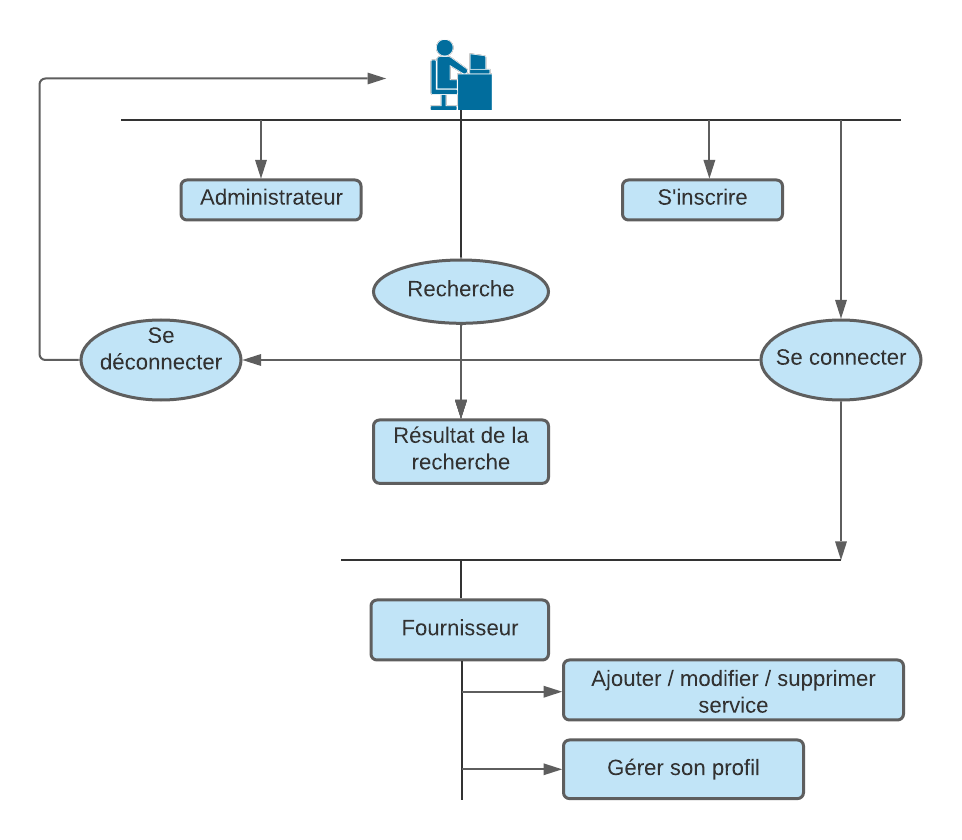 Administrateur
S'inscrire
Recherche
Se
déconnecter
Se connecter
Résultat de la
recherche
Fournisseur
Ajouter / modifier / supprimer
service
Gérer son profil